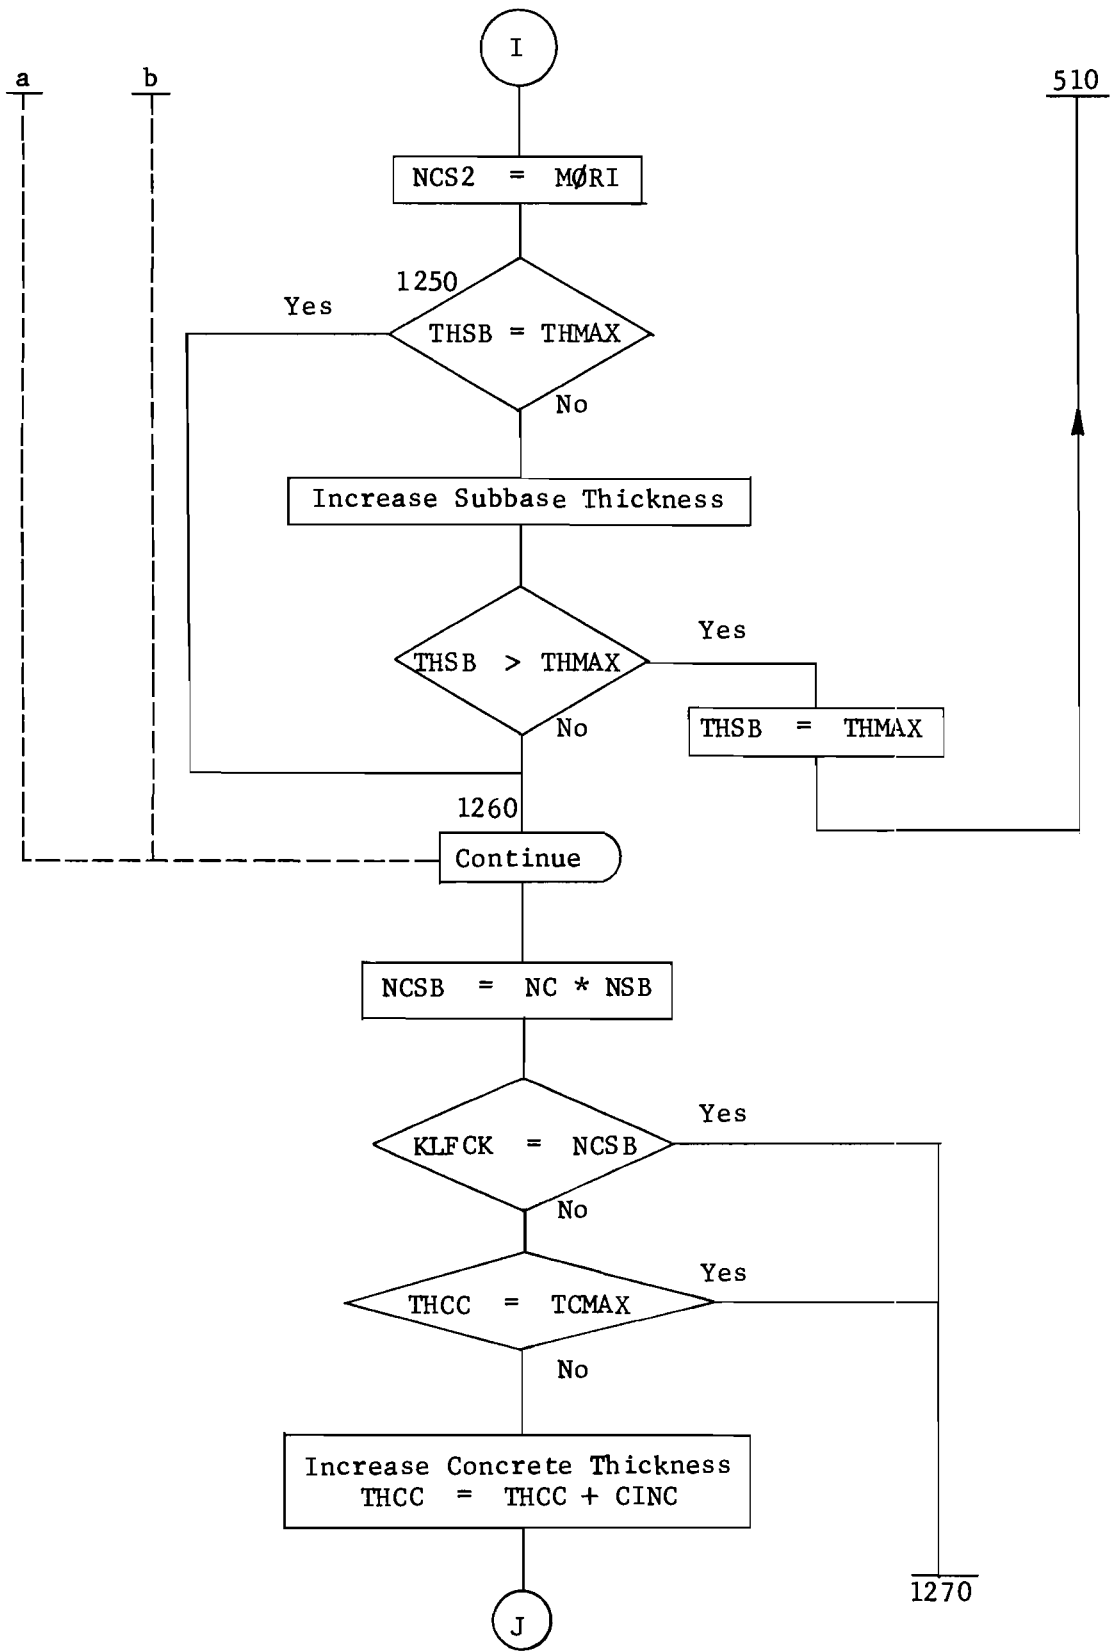 I
a
b
510
NCS2 = MØRI
1250
Yes
THSB = THMAX
No
Increase Subbase Thickness
Yes
THSB > THMAX
No
THSB = THMAX
1260
Continue
NCSB = NC * NSB
Yes
KLFCK = NCSB
No
Yes
THCC = TCMAX
No
Increase Concrete Thickness
THCC = THCC + CINC
1270
J